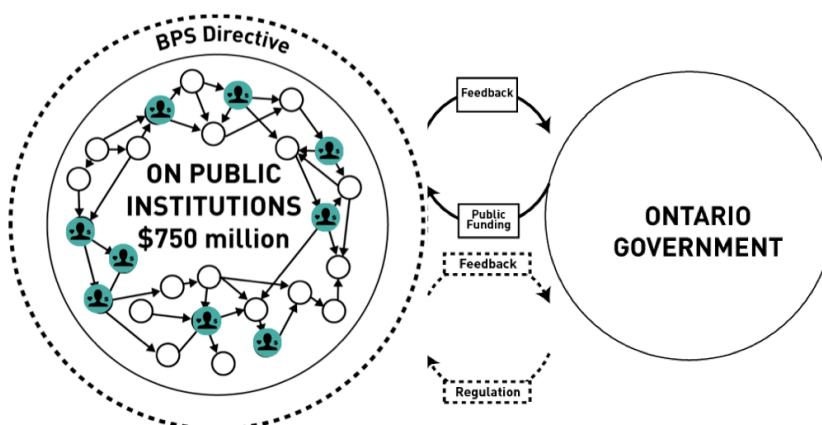 BPS Directive
ON PUBLIC
INSTITUTIONS
$750 million
Feedback
Public
Funding
Feedback
Regulation
ONTARIO
GOVERNMENT